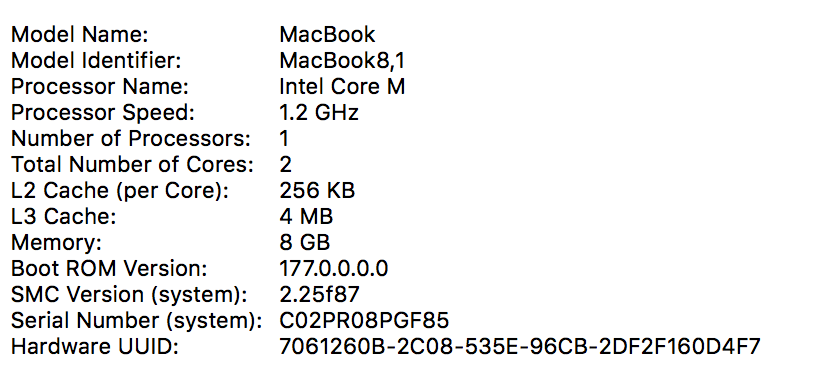 Model Name: MacBook
Model Identifier: MacBook8,1
Processor Name: Intel Core M
Processor Speed: 1.2 GHz
Number of Processors: 1
Total Number of Cores: 2
L2 Cache (per Core): 256 KB
L3 Cache: 4 MB
Memory: 8 GB
Boot ROM Version: 177.0.0.0.0
SMC Version (system): 2.25f87
Serial Number (system): C02PR08PGF85
Hardware UUID: 7061260B-2C08-535E-96CB-2DF2F160D4F7